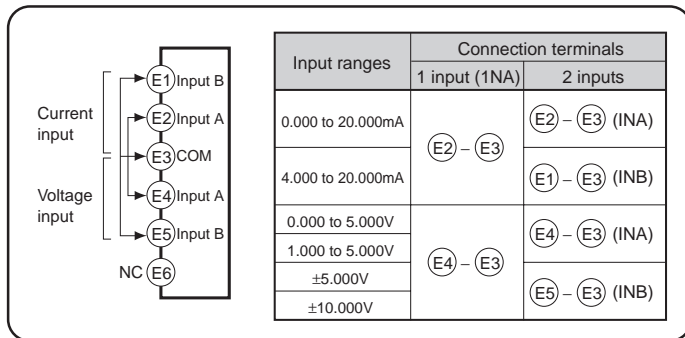 E1 Input B
E2 Input A
E3 COM
E4 Input A
E5 Input B
NC E6
Current
input
Voltage
input
Input ranges
Connection terminals
1 input (1NA)
2 inputs
0.000 to 20.000mA
4.000 to 20.000mA
E2 – E3
E2 – E3 (INA)
E1 – E3 (INB)
0.000 to 5.000V
1.000 to 5.000V
±5.000V
±10.000V
E4 – E3
E4 – E3 (INA)
E5 – E3 (INB)